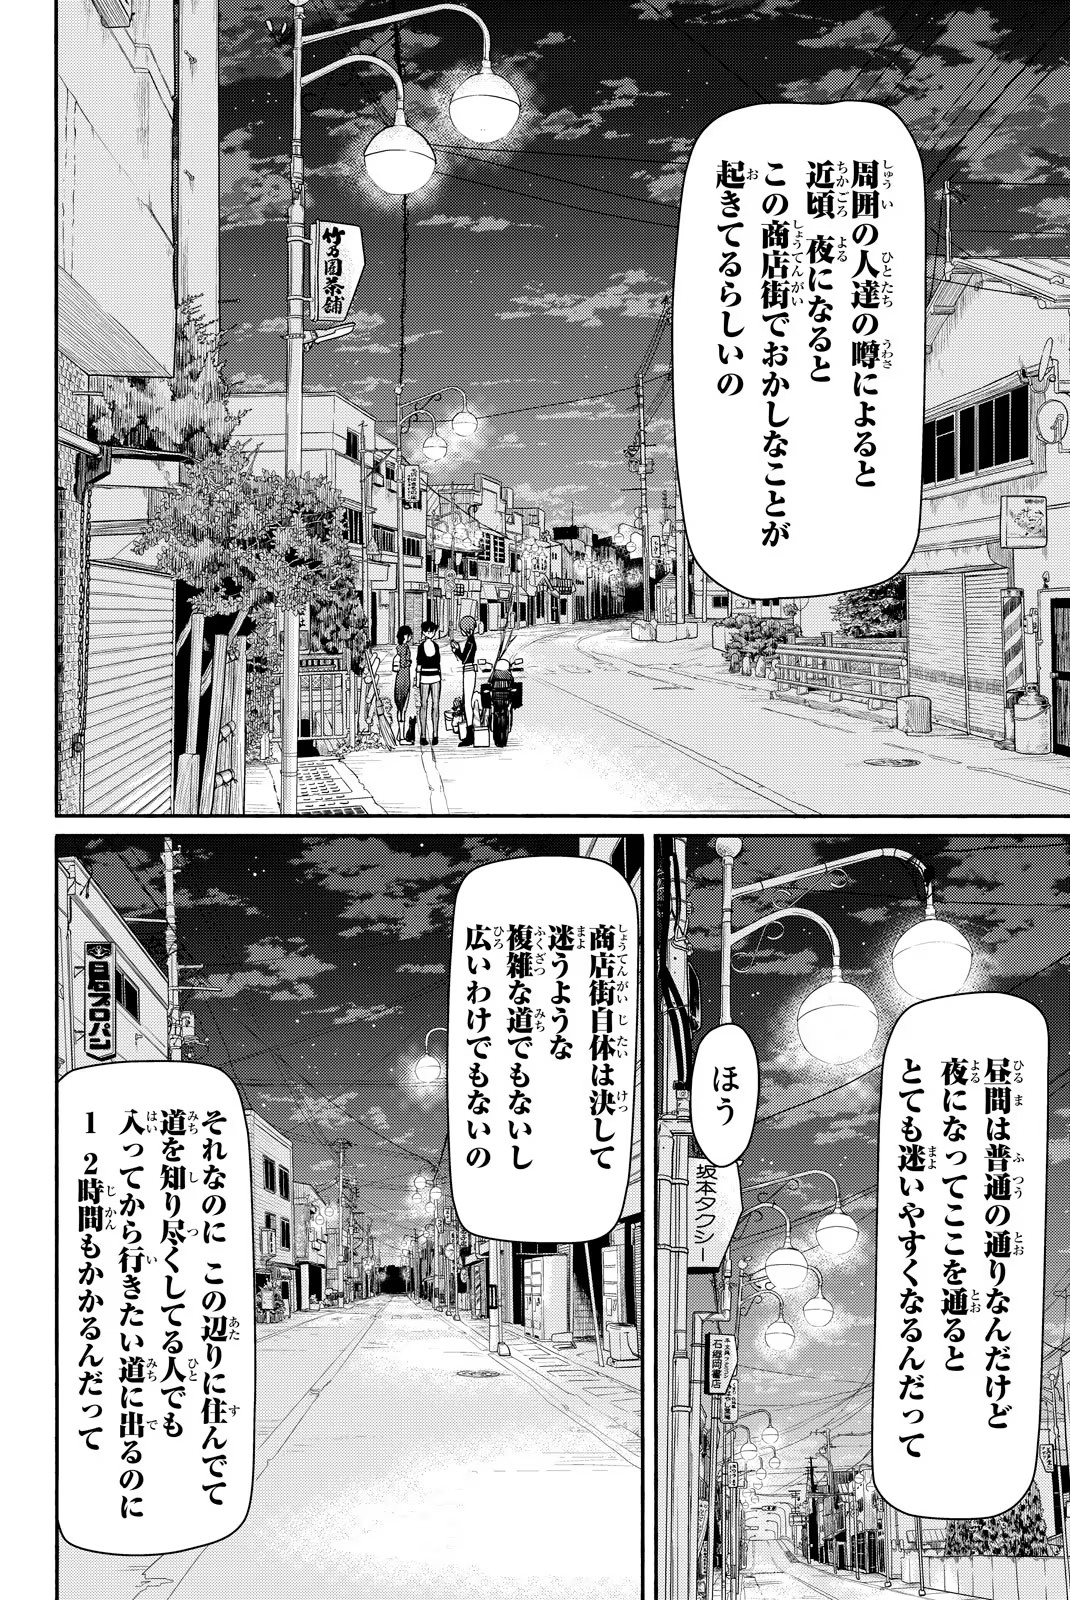 周囲の人達の噂によると
近頃 夜になると
この商店街でおかしなことが
起きてるらしいの
竹乃園茶舗
昼間は普通の通りなんだけど
夜になってここを通ると
とても迷いやすくなるんだって
ほう
坂本タクシー
石郷岡書店
商店街自体は決して
迷うような
複雑な道でもないし
広いわけでもないの
プロパン
それなのに この辺りに住んでて
道を知り尽くしてる人でも
入ってから行きたい道に出るのに
1 2時間もかかるんだって